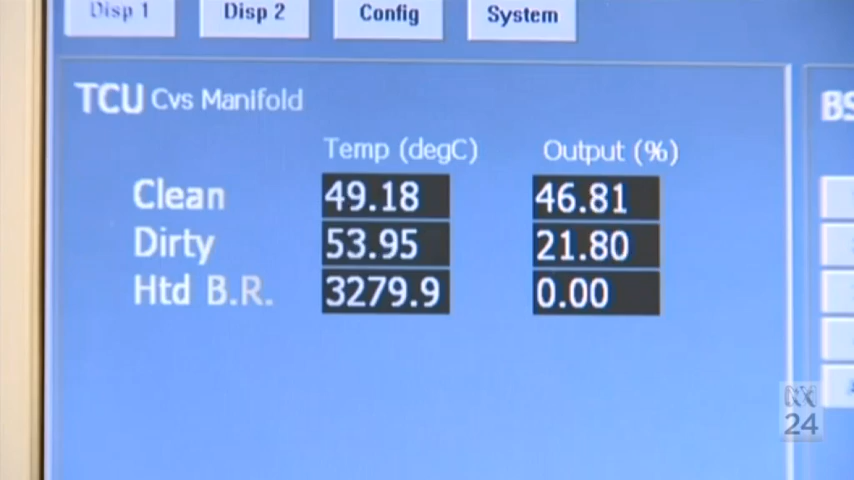 Disp 1 Disp 2 Config System
TCU Cvs Manifold
Temp (degC) Output (%)
Clean 49.18 46.81
Dirty 53.95 21.80
Htd B.R. 3279.9 0.00
24